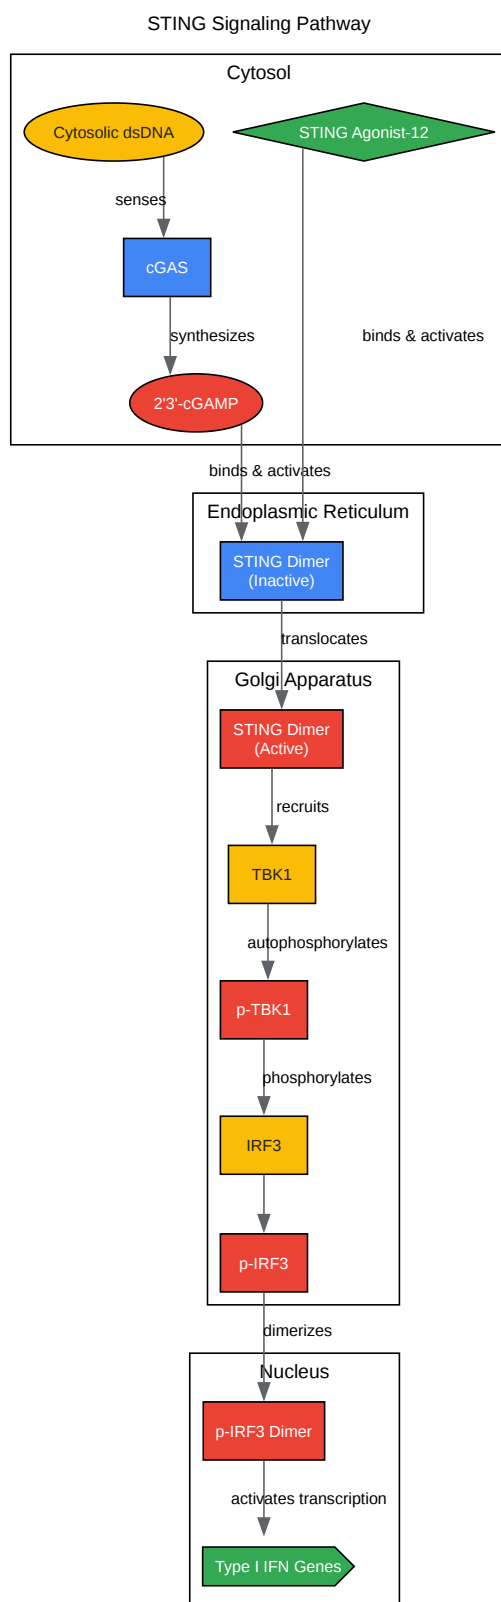 STING Signaling Pathway
Cytosol
Cytosolic dsDNA
STING Agonist-12
senses
cGAS
synthesizes
binds & activates
2'3'-cGAMP
binds & activates
Endoplasmic Reticulum
STING Dimer
(Inactive)
translocates
Golgi Apparatus
STING Dimer
(Active)
recruits
TBK1
autophosphorylates
p-TBK1
phosphorylates
IRF3
p-IRF3
dimerizes
Nucleus
p-IRF3 Dimer
activates transcription
Type I IFN Genes